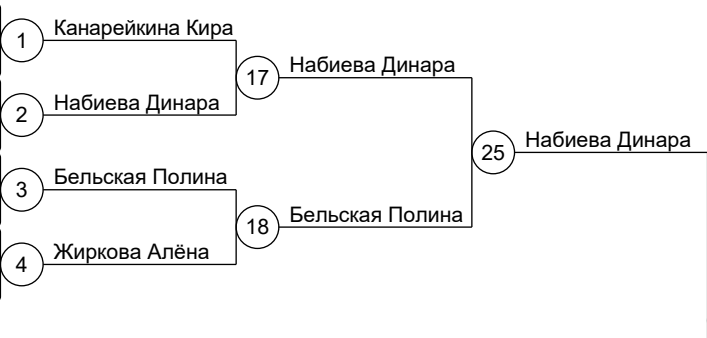 Канарейкина Кира
1
17
Набиева Динара
2
Набиева Динара
25
Набиева Динара
3
Бельская Полина
18
Бельская Полина
4
Жиркова Алёна